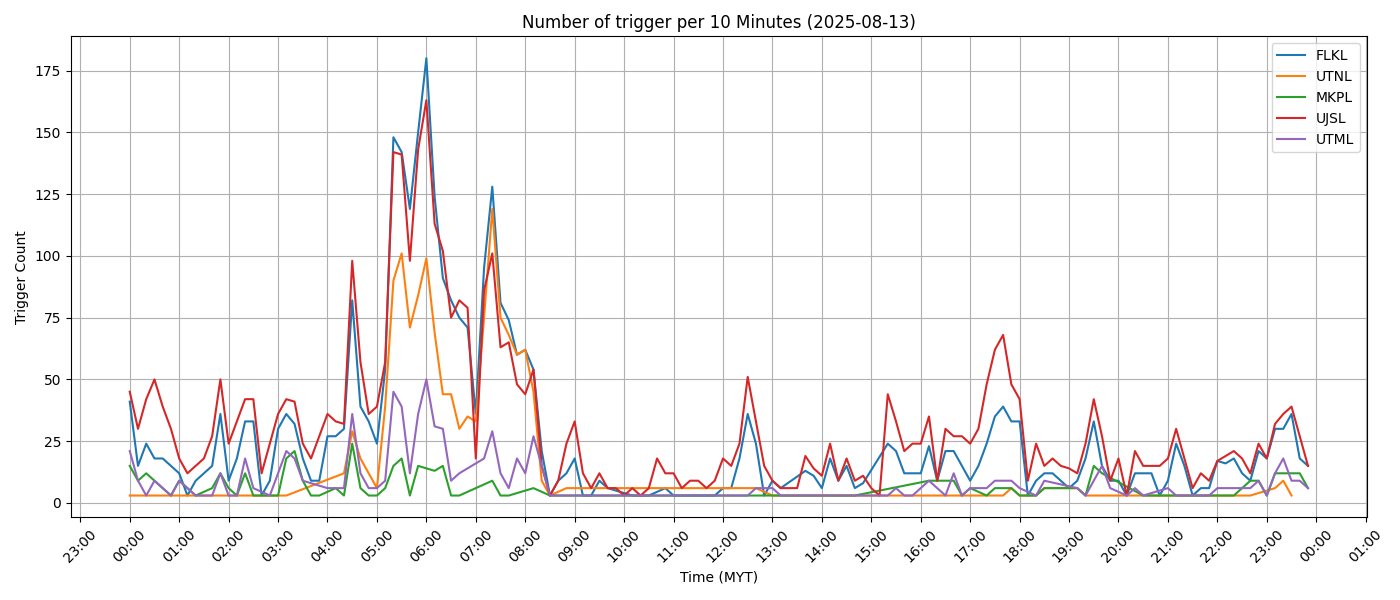 Number of trigger per 10 Minutes (2025-08-13)
FLKL
UTNL
MKPL
UJSL
UTML
Trigger Count
175
150
125
100
75
50
25
0
23:00 00:00 01:00 02:00 03:00 04:00 05:00 06:00 07:00 08:00 09:00 10:00 11:00 12:00 13:00 14:00 15:00 16:00 17:00 18:00 19:00 20:00 21:00 22:00 23:00 00:00 01:00
Time (MYT)